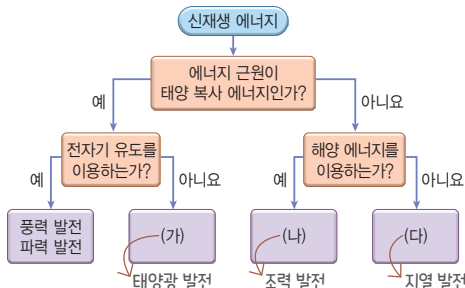 신재생 에너지
에너지 근원이
태양 복사 에너지인가?
예
아니요
전자기 유도를
이용하는가?
해양 에너지를
이용하는가?
예
아니요
예
아니요
풍력 발전
파력 발전
(가)
(나)
(다)
태양광 발전
조력 발전
지열 발전